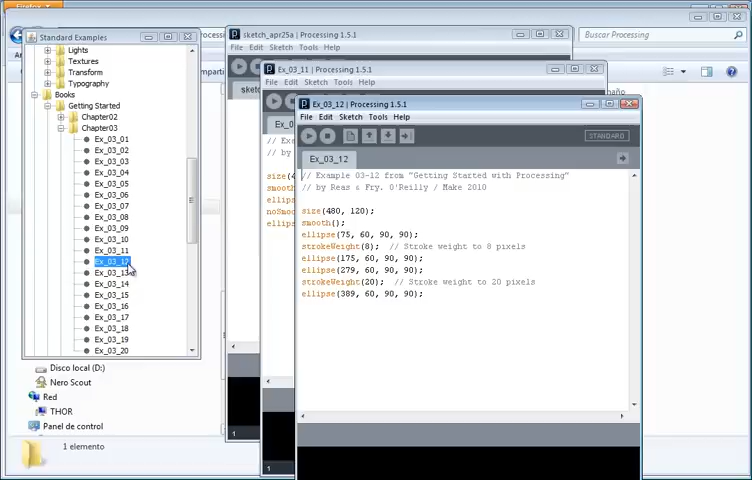 Firefox
Buscar Processing
Standard Examples
Lights
Textures
Transform
Typography
Books
Getting Started
Chapter02
Chapter03
Ex_03_01
Ex_03_02
Ex_03_03
Ex_03_04
Ex_03_05
Ex_03_06
Ex_03_07
Ex_03_08
Ex_03_09
Ex_03_10
Ex_03_11
Ex_03_12
Ex_03_13
Ex_03_14
Ex_03_15
Ex_03_16
Ex_03_17
Ex_03_18
Ex_03_19
Ex_03_20
Disco local (D:)
Nero Scout
Red
THOR
Panel de control
1 elemento
sketch_apr25a | Processing 1.5.1
File Edit Sketch Tools Help
Ex_03_11 | Processing 1.5.1
File Edit Sketch Tools Help
smooth
ellips
noSmo
ellips
1
1
Ex_03_12 | Processing 1.5.1
File Edit Sketch Tools Help
STANDARD
Ex_03_12
// Example 03-12 from "Getting Started with Processing"
// by Reas & Fry. O'Reilly / Make 2010
size(480, 120);
smooth();
ellipse(75, 60, 90, 90);
strokeWeight(8); // Stroke weight to 8 pixels
ellipse(175, 60, 90, 90);
ellipse(279, 60, 90, 90);
strokeWeight(20); // Stroke weight to 20 pixels
ellipse(389, 60, 90, 90);